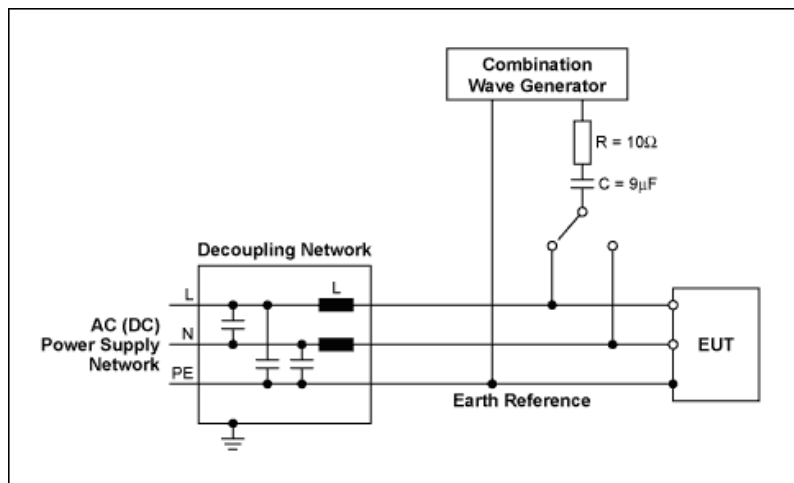 Combination
Wave Generator
R = 10Ω
C = 9µF
Decoupling Network
L
L
AC (DC)
Power Supply
Network
N
PE
EUT
Earth Reference